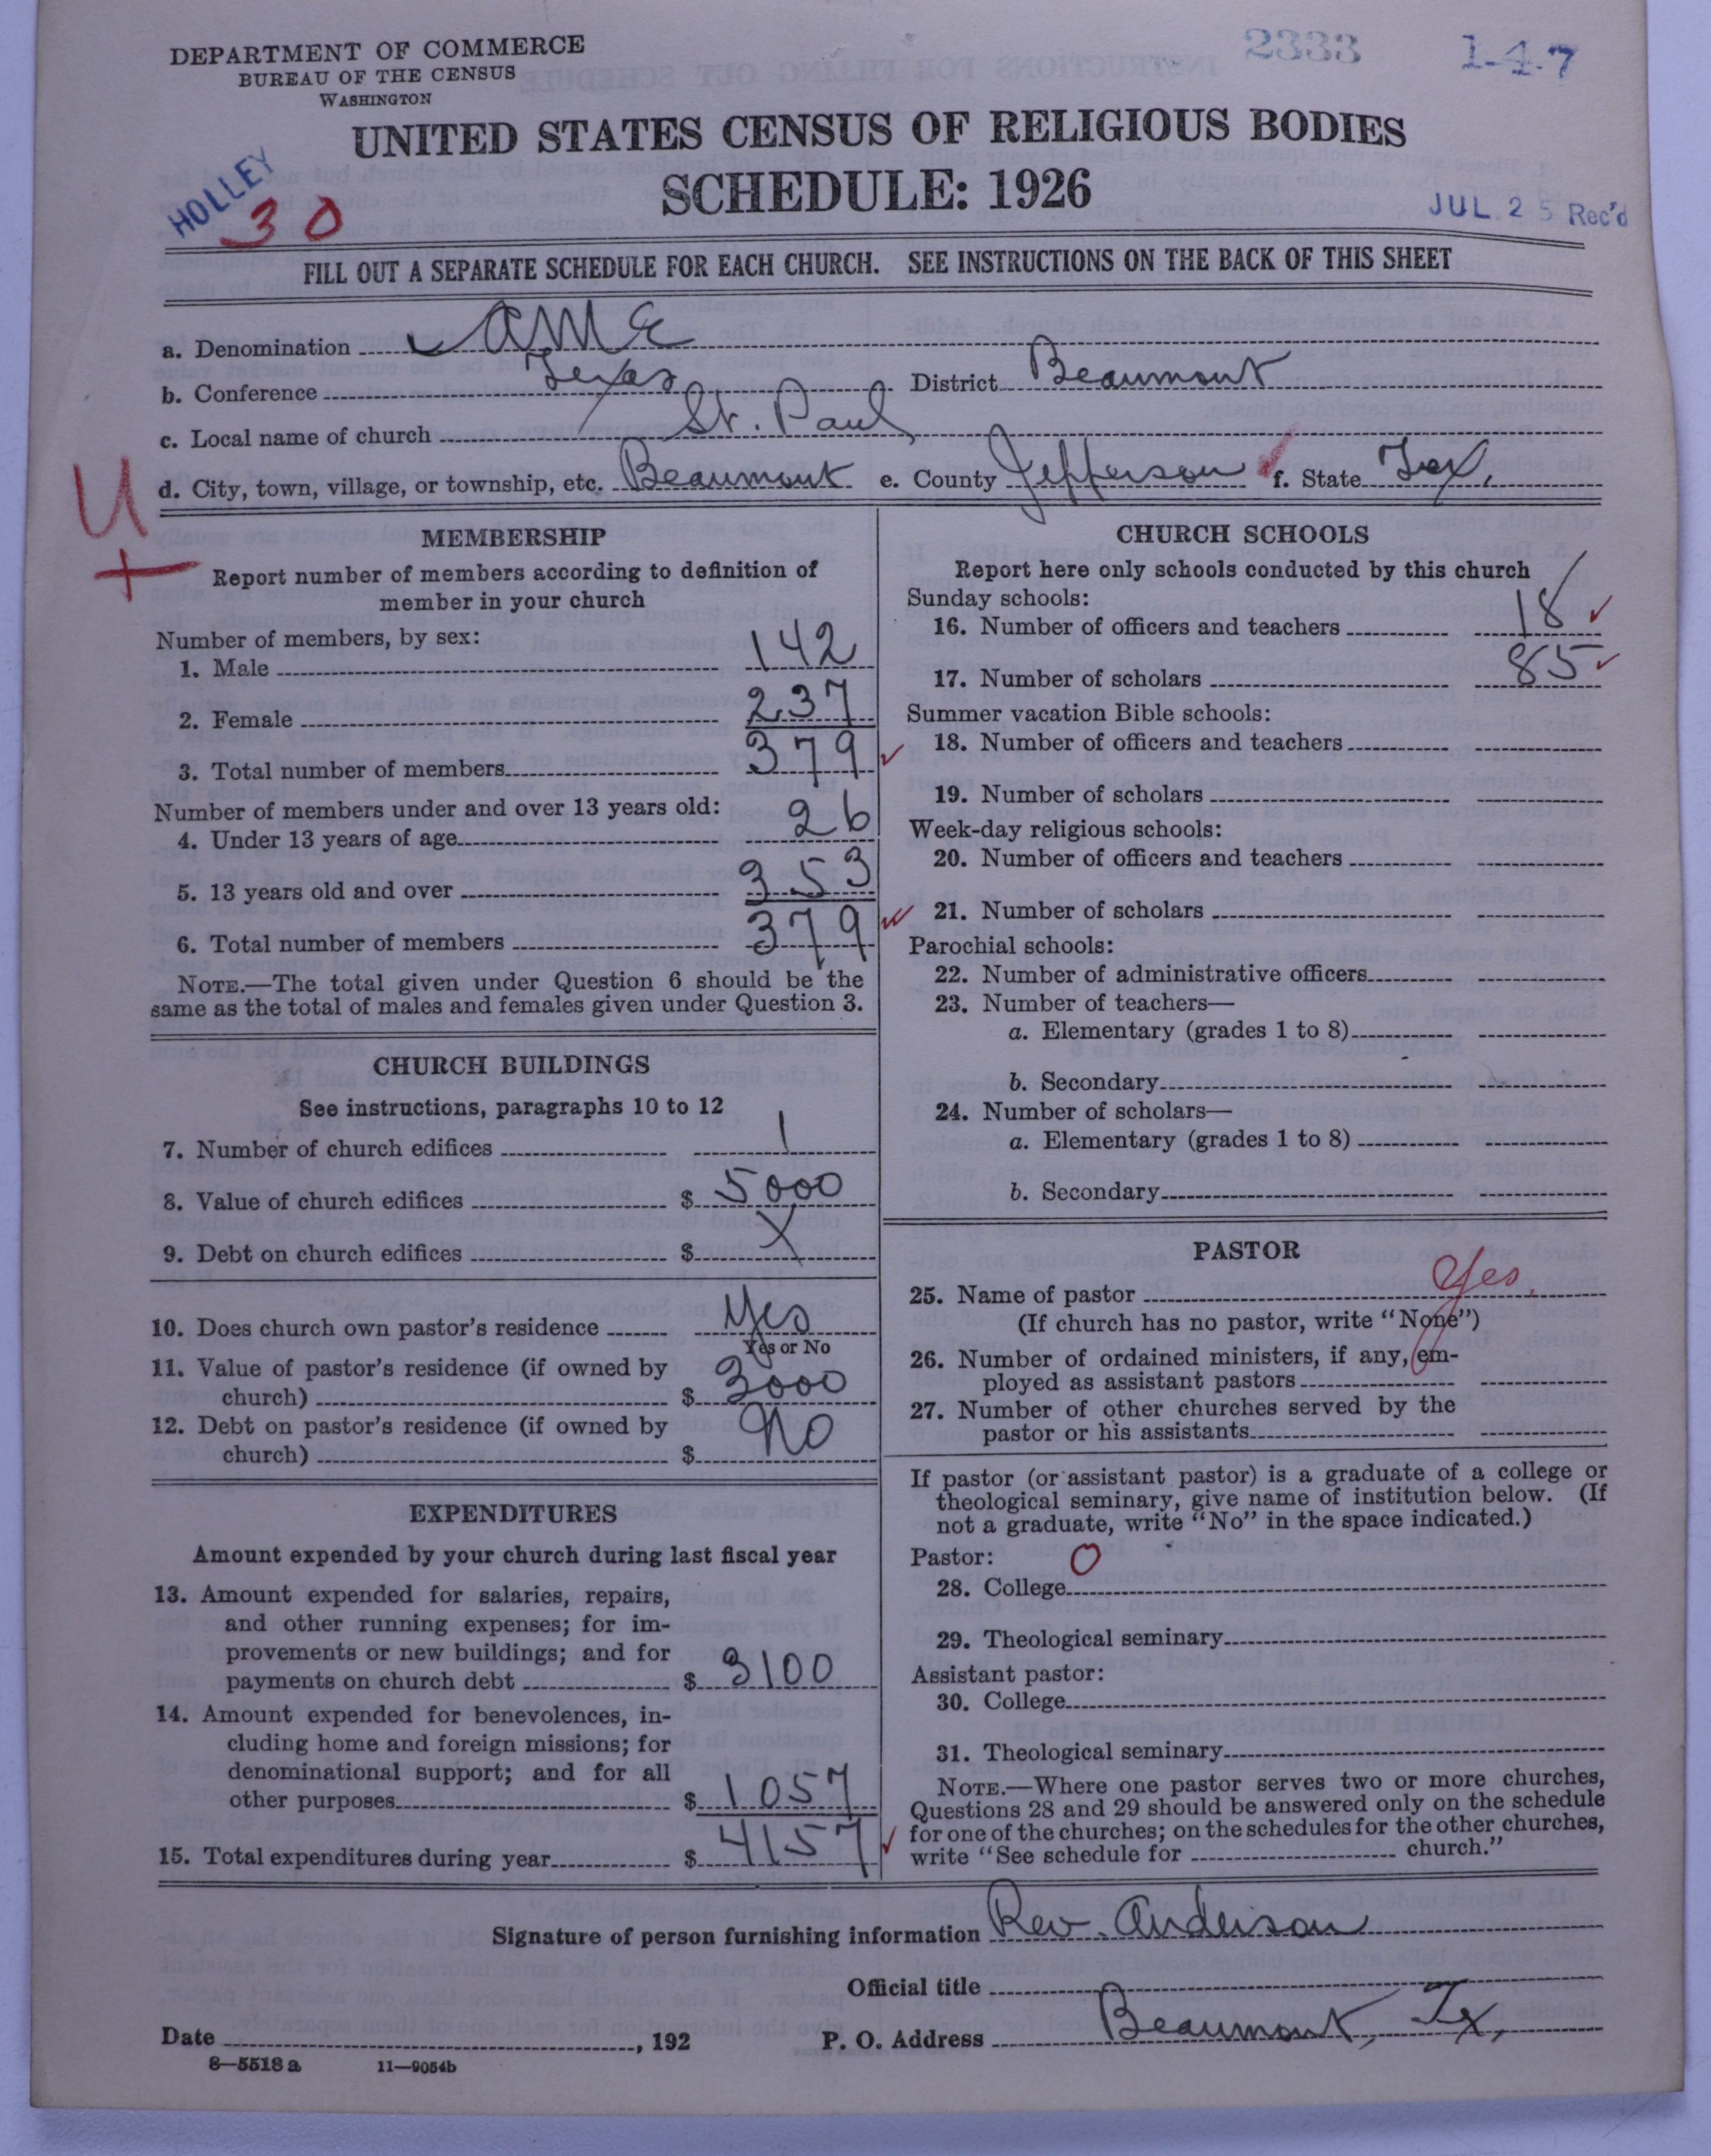 DEPARTMENT OF COMMERCE
BUREAU OF THE CENSUS
WASHINGTON
2333
1-4-7
UNITED STATES CENSUS OF RELIGIOUS BODIES
SCHEDULE: 1926
HOLLEY
30
JUL 25 Rec'd
FILL OUT A SEPARATE SCHEDULE FOR EACH CHURCH. SEE INSTRUCTIONS ON THE BACK OF THIS SHEET
a. Denomination AME
b. Conference Texas District Beaumont
c. Local name of church St. Paul
d. City, town, village, or township, etc. Beaumont e. County Jefferson f. State Tex.
U
+
MEMBERSHIP
Report number of members according to definition of
member in your church
Number of members, by sex:
1. Male 142
2. Female 237
3. Total number of members 379
Number of members under and over 13 years old:
4. Under 13 years of age 26
5. 13 years old and over 353
6. Total number of members 379
NOTE.—The total given under Question 6 should be the
same as the total of males and females given under Question 3.
CHURCH BUILDINGS
See instructions, paragraphs 10 to 12
7. Number of church edifices 1
8. Value of church edifices $ 5000
9. Debt on church edifices $ X
10. Does church own pastor's residence Yes
Yes or No
11. Value of pastor's residence (if owned by
church) $ 3000
12. Debt on pastor's residence (if owned by
church) $ No
EXPENDITURES
Amount expended by your church during last fiscal year
13. Amount expended for salaries, repairs,
and other running expenses; for im-
provements or new buildings; and for
payments on church debt $ 3100
14. Amount expended for benevolences, in-
cluding home and foreign missions; for
denominational support; and for all
other purposes $ 1057
15. Total expenditures during year $ 4157
CHURCH SCHOOLS
Report here only schools conducted by this church
Sunday schools:
16. Number of officers and teachers 18
17. Number of scholars 85
Summer vacation Bible schools:
18. Number of officers and teachers
19. Number of scholars
Week-day religious schools:
20. Number of officers and teachers
21. Number of scholars
Parochial schools:
22. Number of administrative officers
23. Number of teachers—
a. Elementary (grades 1 to 8)
b. Secondary
24. Number of scholars—
a. Elementary (grades 1 to 8)
b. Secondary
PASTOR
25. Name of pastor Yes
(If church has no pastor, write "None")
26. Number of ordained ministers, if any, em-
ployed as assistant pastors
27. Number of other churches served by the
pastor or his assistants
If pastor (or assistant pastor) is a graduate of a college or
theological seminary, give name of institution below. (If
not a graduate, write "No" in the space indicated.)
Pastor: 0
28. College
29. Theological seminary
Assistant pastor:
30. College
31. Theological seminary
NOTE.—Where one pastor serves two or more churches,
Questions 28 and 29 should be answered only on the schedule
for one of the churches; on the schedules for the other churches,
write "See schedule for church."
Signature of person furnishing information Rev. Anderson
Official title
Date , 192 P. O. Address Beaumont, Tx.
8—5518 a 11—9054b